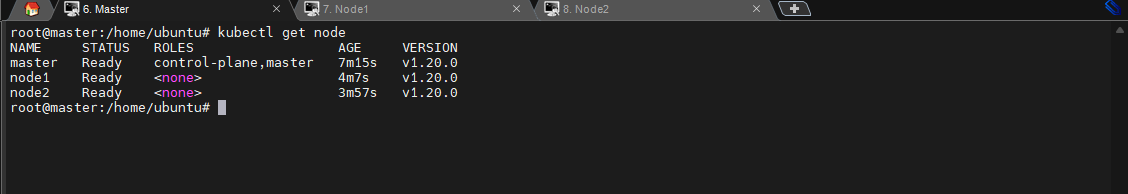 6. Master
7. Node1
8. Node2
root@master:/home/ubuntu# kubectl get node
NAME     STATUS   ROLES                  AGE     VERSION
master   Ready    control-plane,master   7m15s   v1.20.0
node1    Ready    <none>                 4m7s    v1.20.0
node2    Ready    <none>                 3m57s   v1.20.0
root@master:/home/ubuntu#